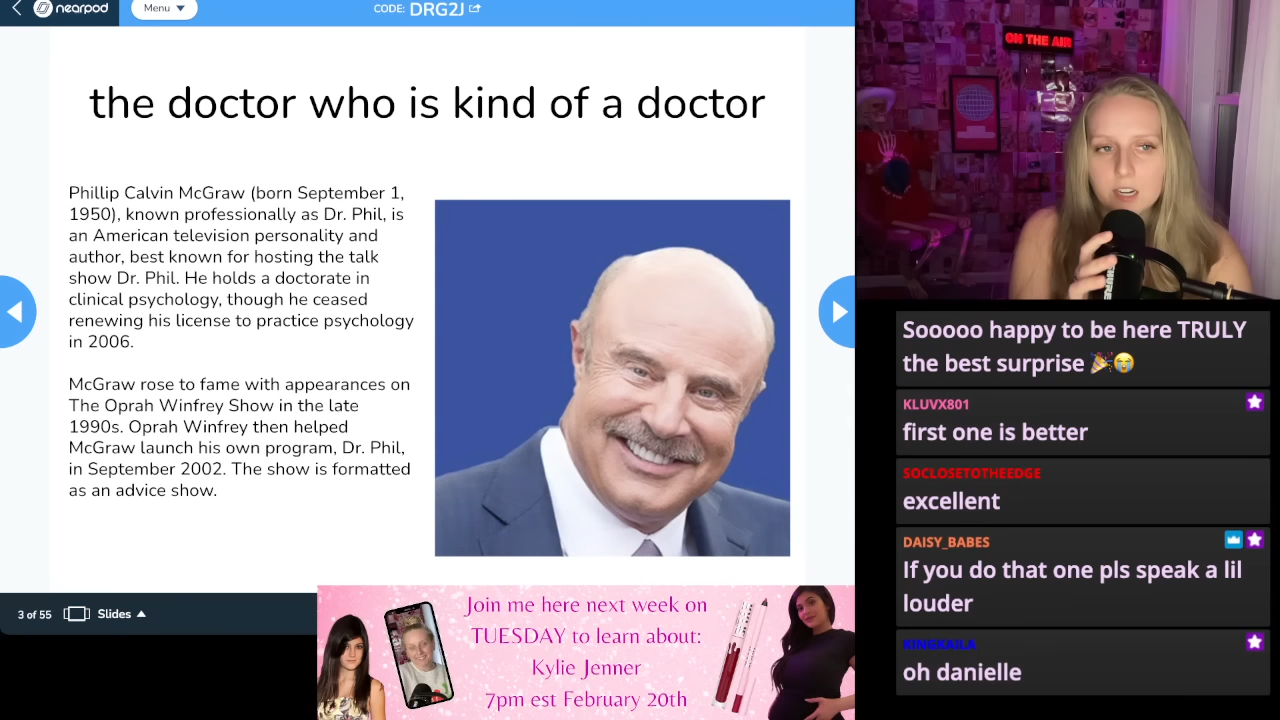 nearpod
Menu
CODE: DRG2J
ON THE AIR
the doctor who is kind of a doctor
Phillip Calvin McGraw (born September 1,
1950), known professionally as Dr. Phil, is
an American television personality and
author, best known for hosting the talk
show Dr. Phil. He holds a doctorate in
clinical psychology, though he ceased
renewing his license to practice psychology
in 2006.
McGraw rose to fame with appearances on
The Oprah Winfrey Show in the late
1990s. Oprah Winfrey then helped
McGraw launch his own program, Dr. Phil,
in September 2002. The show is formatted
as an advice show.
3 of 55
Slides
Join me here next week on
TUESDAY to learn about:
Kylie Jenner
7pm est February 20th
Sooooo happy to be here TRULY
the best surprise 🎉😭
KLUVX801
first one is better
SOCLOSETOTHEEDGE
excellent
DAISY_BABES
If you do that one pls speak a lil
louder
KINGKAILA
oh danielle